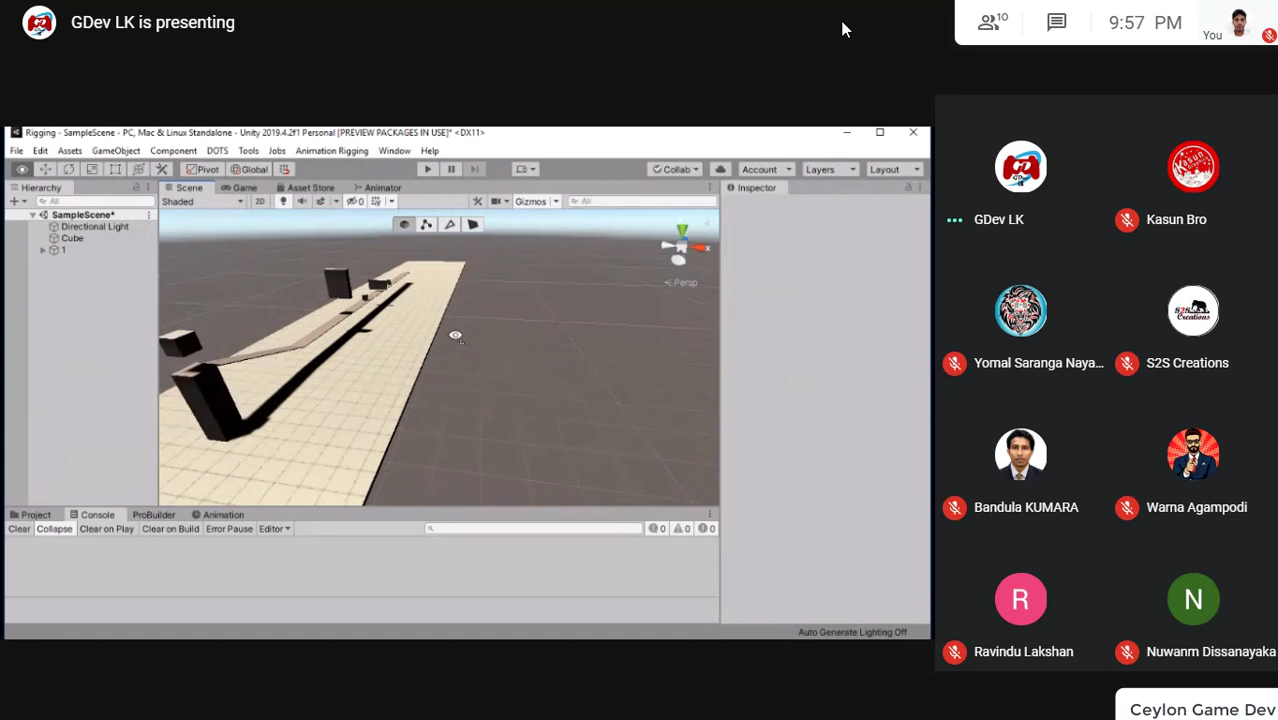 GDev LK is presenting
10
9:57 PM
You
Rigging - SampleScene - PC, Mac & Linux Standalone - Unity 2019.4.2f1 Personal [PREVIEW PACKAGES IN USE]* <DX11>
File Edit Assets GameObject Component DOTS Tools Jobs Animation Rigging Window Help
Pivot Global Collab Account Layers Layout
Hierarchy Scene Game Asset Store Animator Inspector
All Shaded 2D 0 Gizmos All
SampleScene*
Directional Light
Cube
1
x
Persp
Project Console ProBuilder Animation
Clear Collapse Clear on Play Clear on Build Error Pause Editor 0 0 0
Auto Generate Lighting Off
GDev LK
Kasun Bro
Yomal Saranga Naya...
S2S Creations
Bandula KUMARA
Warna Agampodi
R
N
Ravindu Lakshan
Nuwanm Dissanayaka
Ceylon Game Dev